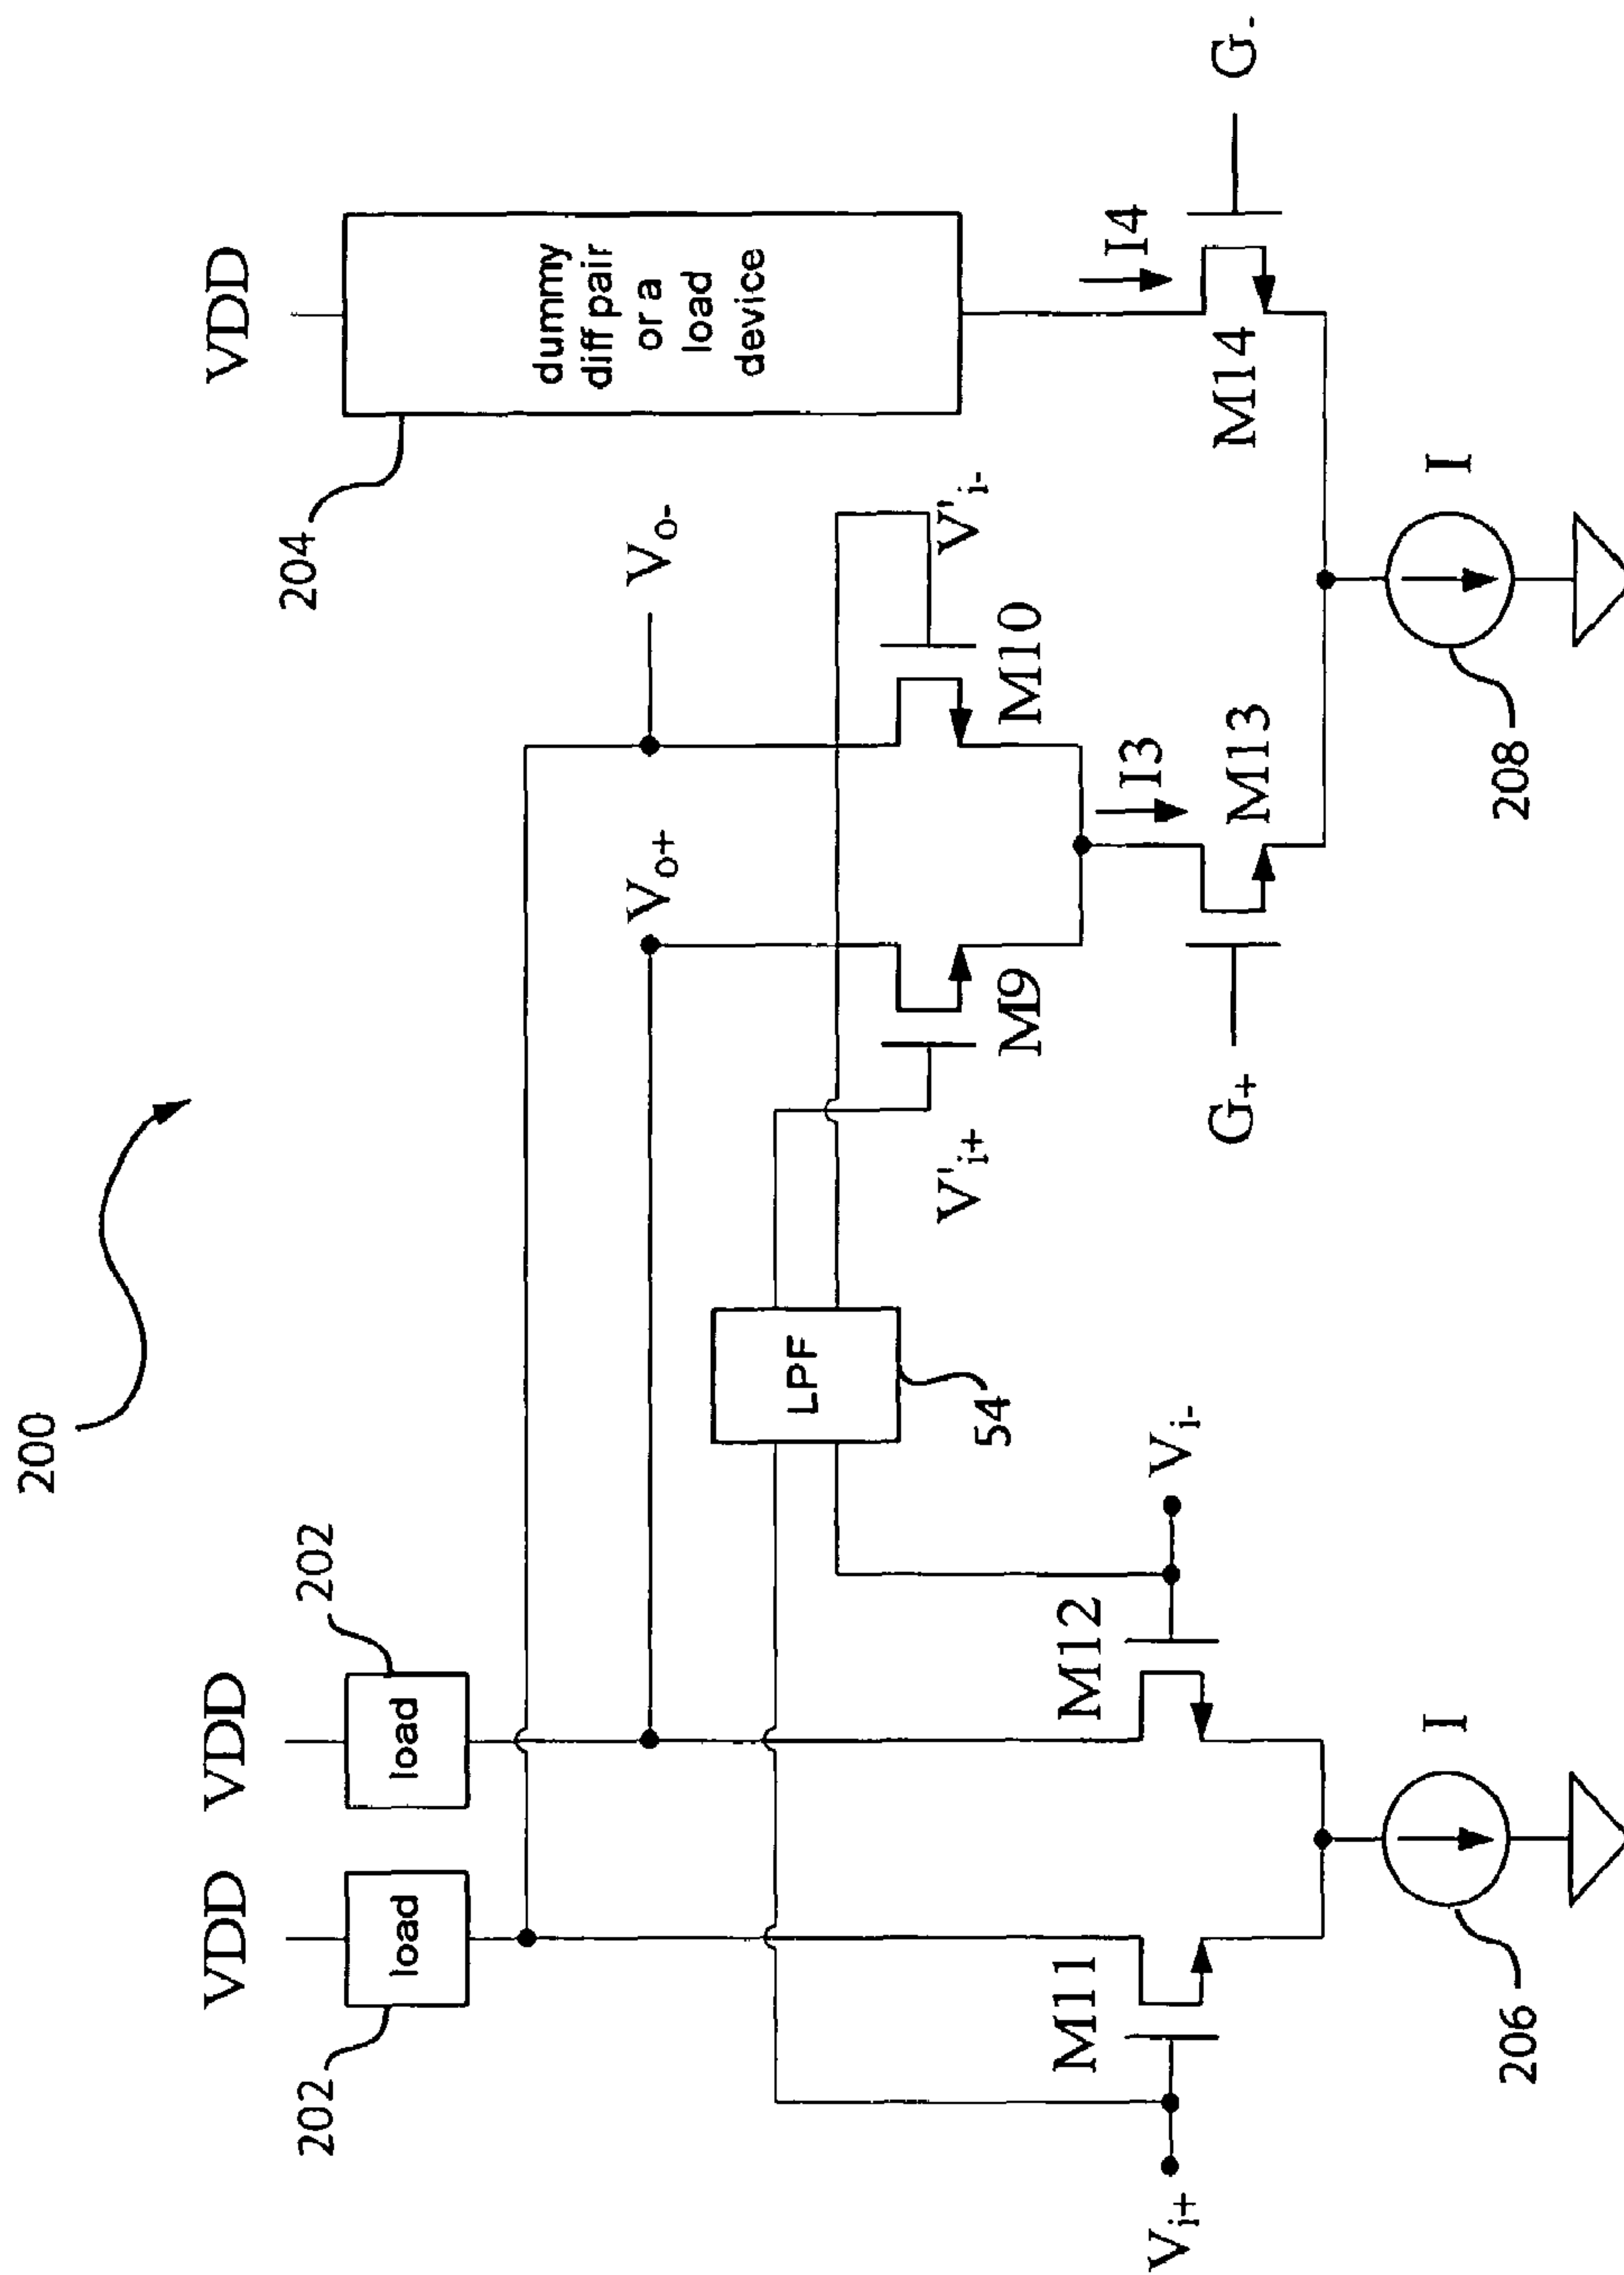 200
VDD
VDD
VDD
202
202
204
load
load
dummy
diff pair
or a
load
device
Vo+
Vo-
LPF
54
V'i+
V'i-
M9
M10
M11
M12
Vi+
Vi-
I3
I4
G+
G-
M13
M14
I
I
206
208